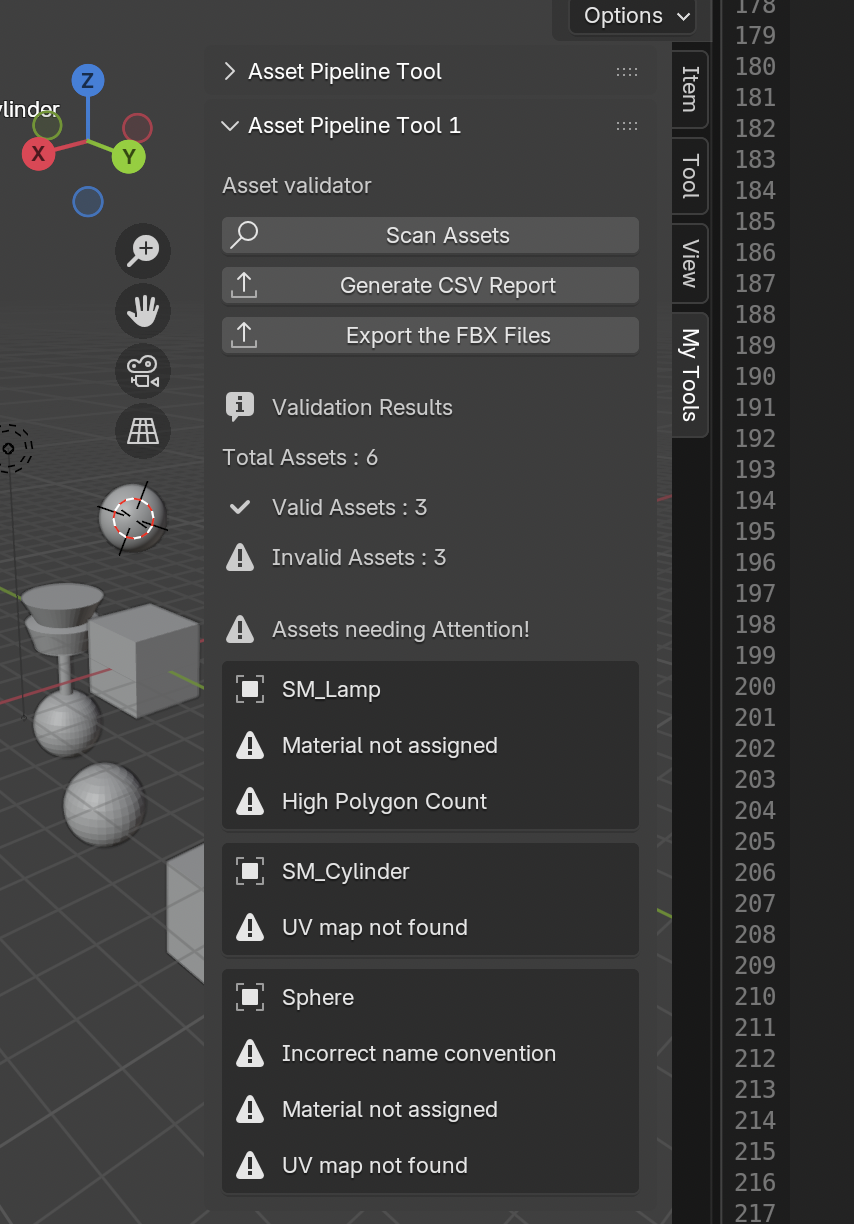 Options
Asset Pipeline Tool
Asset Pipeline Tool 1
Asset validator
Scan Assets
Generate CSV Report
Export the FBX Files
Validation Results
Total Assets : 6
Valid Assets : 3
Invalid Assets : 3
Assets needing Attention!
SM_Lamp
Material not assigned
High Polygon Count
SM_Cylinder
UV map not found
Sphere
Incorrect name convention
Material not assigned
UV map not found
ylinder
Z
X
Y
Item
Tool
View
My Tools
178
179
180
181
182
183
184
185
186
187
188
189
190
191
192
193
194
195
196
197
198
199
200
201
202
203
204
205
206
207
208
209
210
211
212
213
214
215
216
217